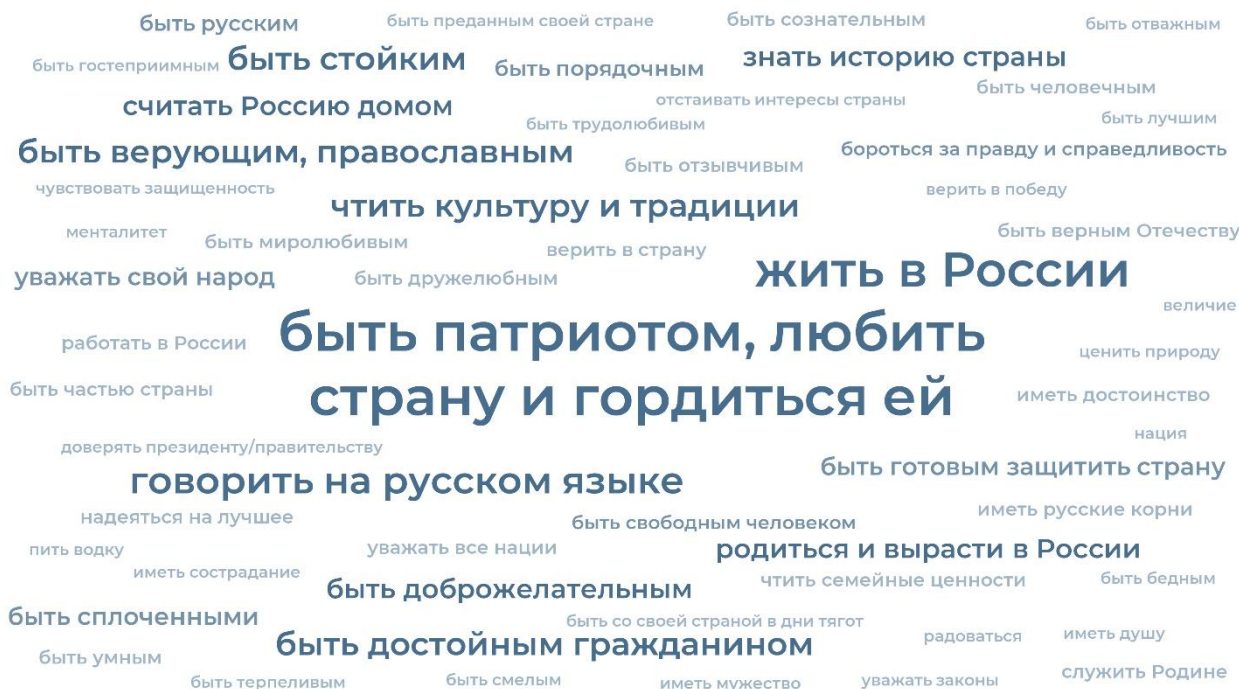 быть русским
быть преданным своей стране
быть сознательным
быть отважным
быть гостеприимным
быть стойким
быть порядочным
знать историю страны
считать Россию домом
отстаивать интересы страны
быть человечным
быть трудолюбивым
быть лучшим
быть верующим, православным
быть отзывчивым
бороться за правду и справедливость
чувствовать защищенность
чтить культуру и традиции
верить в победу
менталитет
быть миролюбивым
верить в страну
быть верным Отечеству
уважать свой народ
быть дружелюбным
жить в России
величие
работать в России
быть патриотом, любить
страну и гордиться ей
ценить природу
быть частью страны
иметь достоинство
нация
доверять президенту/правительству
говорить на русском языке
быть готовым защитить страну
надеяться на лучшее
быть свободным человеком
иметь русские корни
пить водку
уважать все нации
родиться и вырасти в России
иметь сострадание
быть доброжелательным
чтить семейные ценности
быть бедным
быть сплоченными
быть со своей страной в дни тягот
быть достойным гражданином
радоваться
иметь душу
быть умным
быть терпеливым
быть смелым
иметь мужество
уважать законы
служить Родине